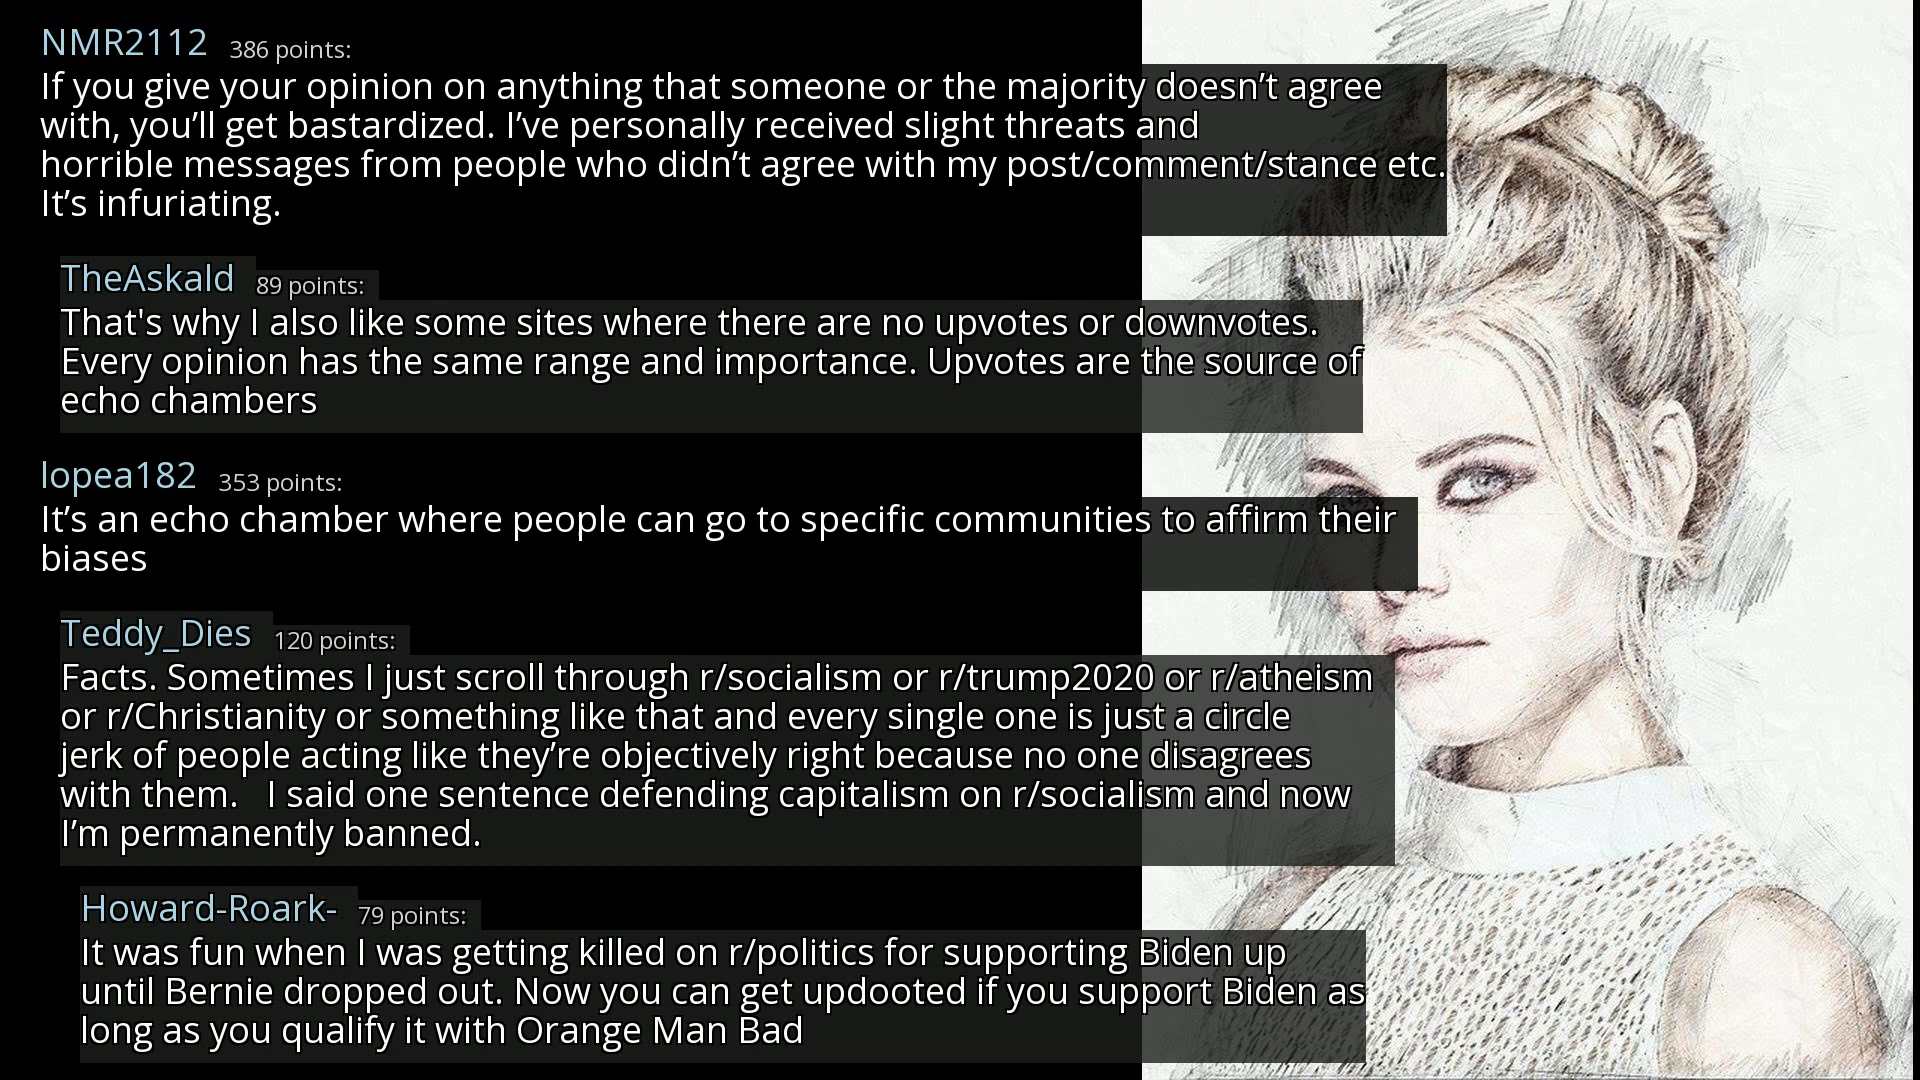 NMR2112 386 points:
If you give your opinion on anything that someone or the majority doesn’t agree
with, you’ll get bastardized. I’ve personally received slight threats and
horrible messages from people who didn’t agree with my post/comment/stance etc.
It’s infuriating.
TheAskald 89 points:
That's why I also like some sites where there are no upvotes or downvotes.
Every opinion has the same range and importance. Upvotes are the source of
echo chambers
lopea182 353 points:
It’s an echo chamber where people can go to specific communities to affirm their
biases
Teddy_Dies 120 points:
Facts. Sometimes I just scroll through r/socialism or r/trump2020 or r/atheism
or r/Christianity or something like that and every single one is just a circle
jerk of people acting like they’re objectively right because no one disagrees
with them.   I said one sentence defending capitalism on r/socialism and now
I’m permanently banned.
Howard-Roark- 79 points:
It was fun when I was getting killed on r/politics for supporting Biden up
until Bernie dropped out. Now you can get updooted if you support Biden as
long as you qualify it with Orange Man Bad